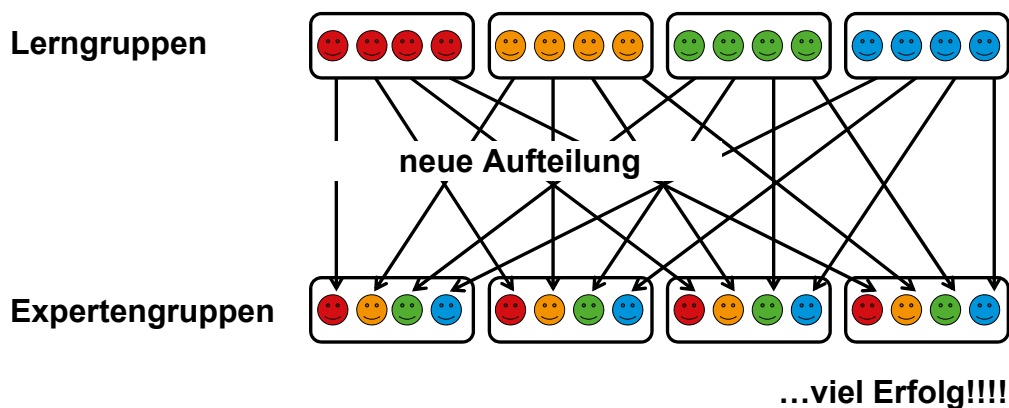 Lerngruppen
neue Aufteilung
Expertengruppen
...viel Erfolg!!!!